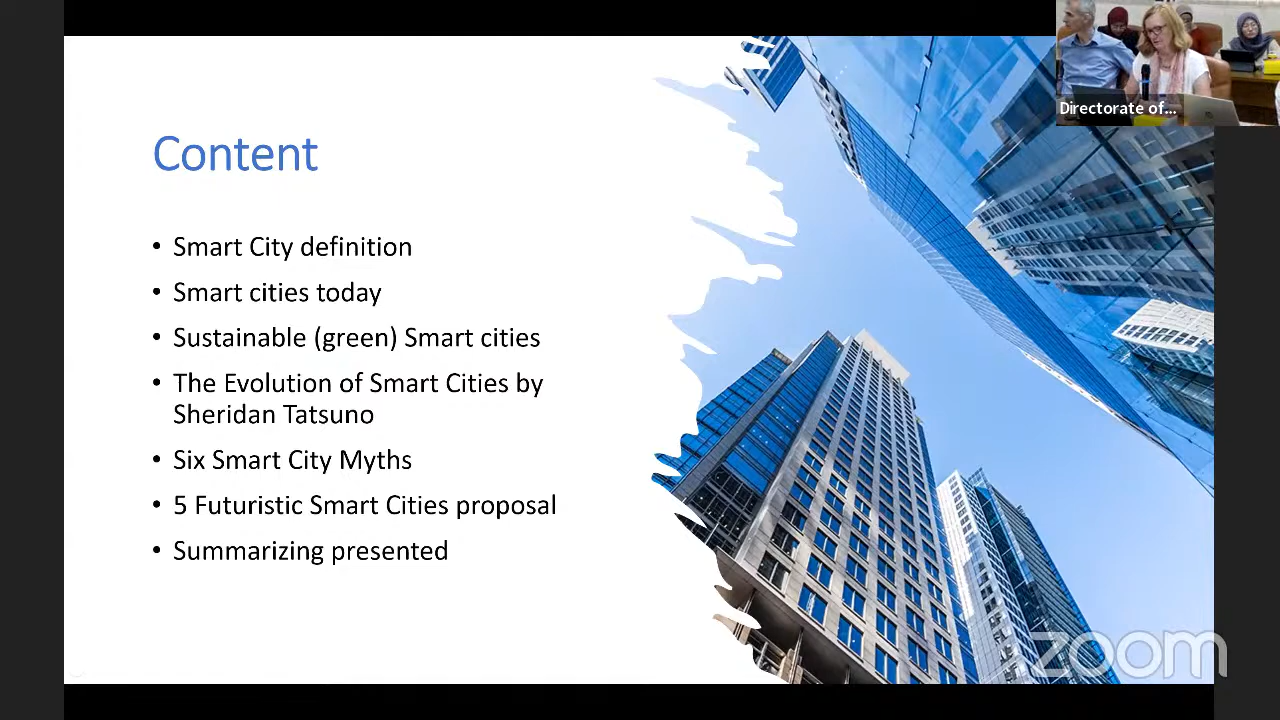 Directorate of...
Content
• Smart City definition
• Smart cities today
• Sustainable (green) Smart cities
• The Evolution of Smart Cities by
Sheridan Tatsuno
• Six Smart City Myths
• 5 Futuristic Smart Cities proposal
• Summarizing presented
zoom